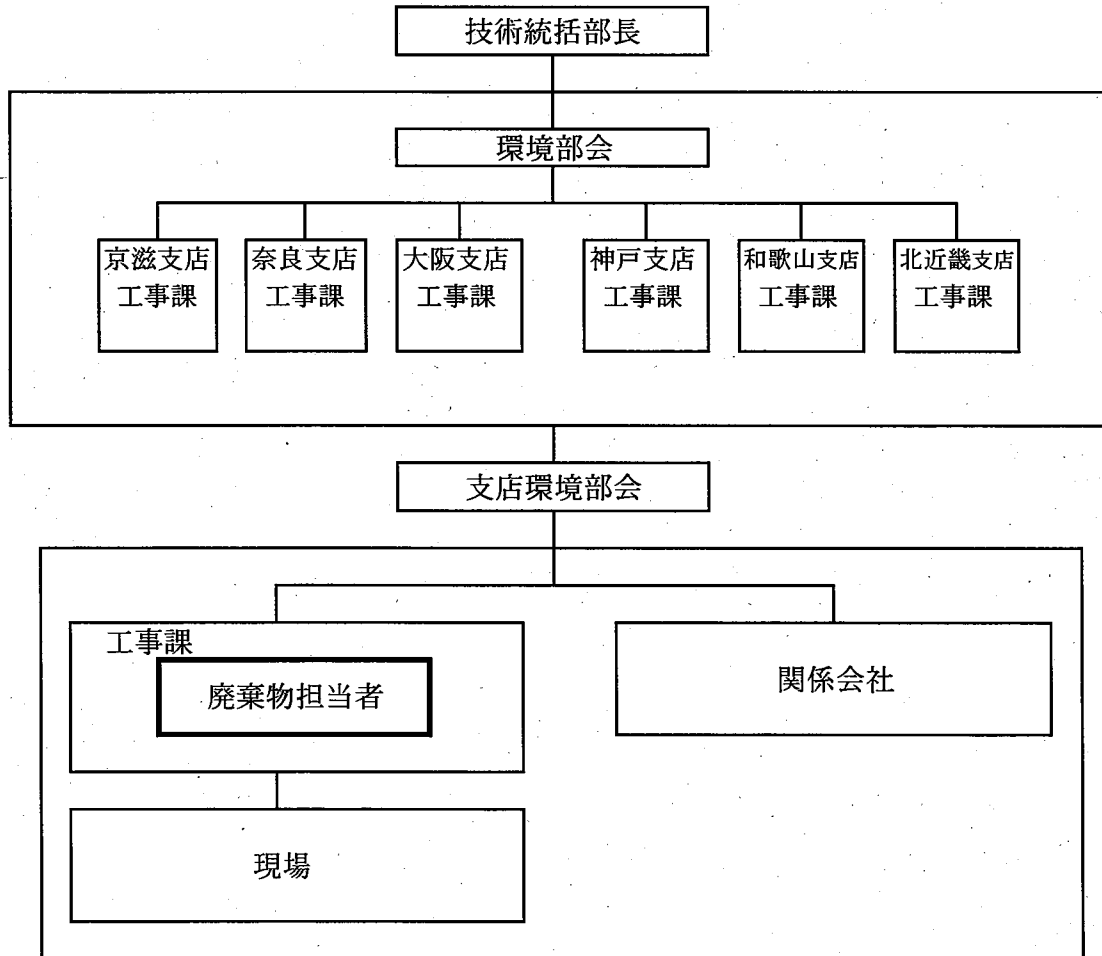 技術統括部長
環境部会
京滋支店
工事課
奈良支店
工事課
大阪支店
工事課
神戸支店
工事課
和歌山支店
工事課
北近畿支店
工事課
支店環境部会
工事課
廃棄物担当者
関係会社
現場